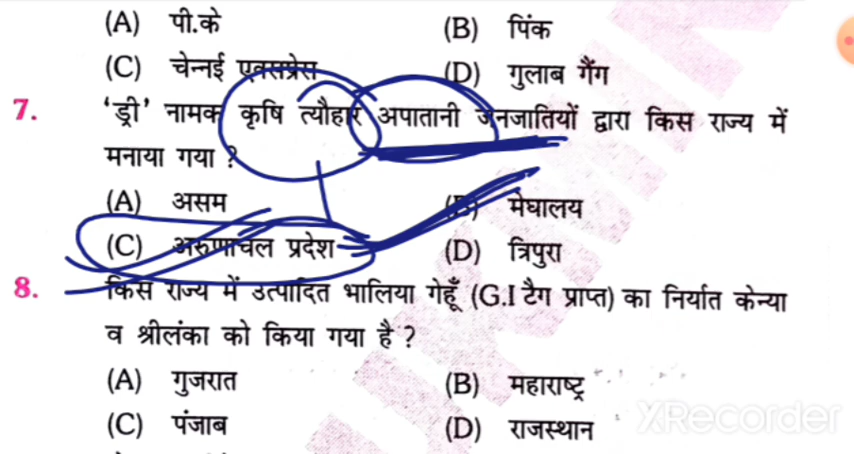 (A) पी.के (B) पिंक
(C) चेन्नई एक्सप्रेस (D) गुलाब गैंग
7. 'ड्री' नामक कृषि त्यौहार अपातानी जनजातियों द्वारा किस राज्य में
मनाया गया ?
(A) असम (B) मेघालय
(C) अरुणाचल प्रदेश (D) त्रिपुरा
8. किस राज्य में उत्पादित भालिया गेहूँ (G.I टैग प्राप्त) का निर्यात केन्या
व श्रीलंका को किया गया है ?
(A) गुजरात (B) महाराष्ट्र
(C) पंजाब (D) राजस्थान
XRecorder